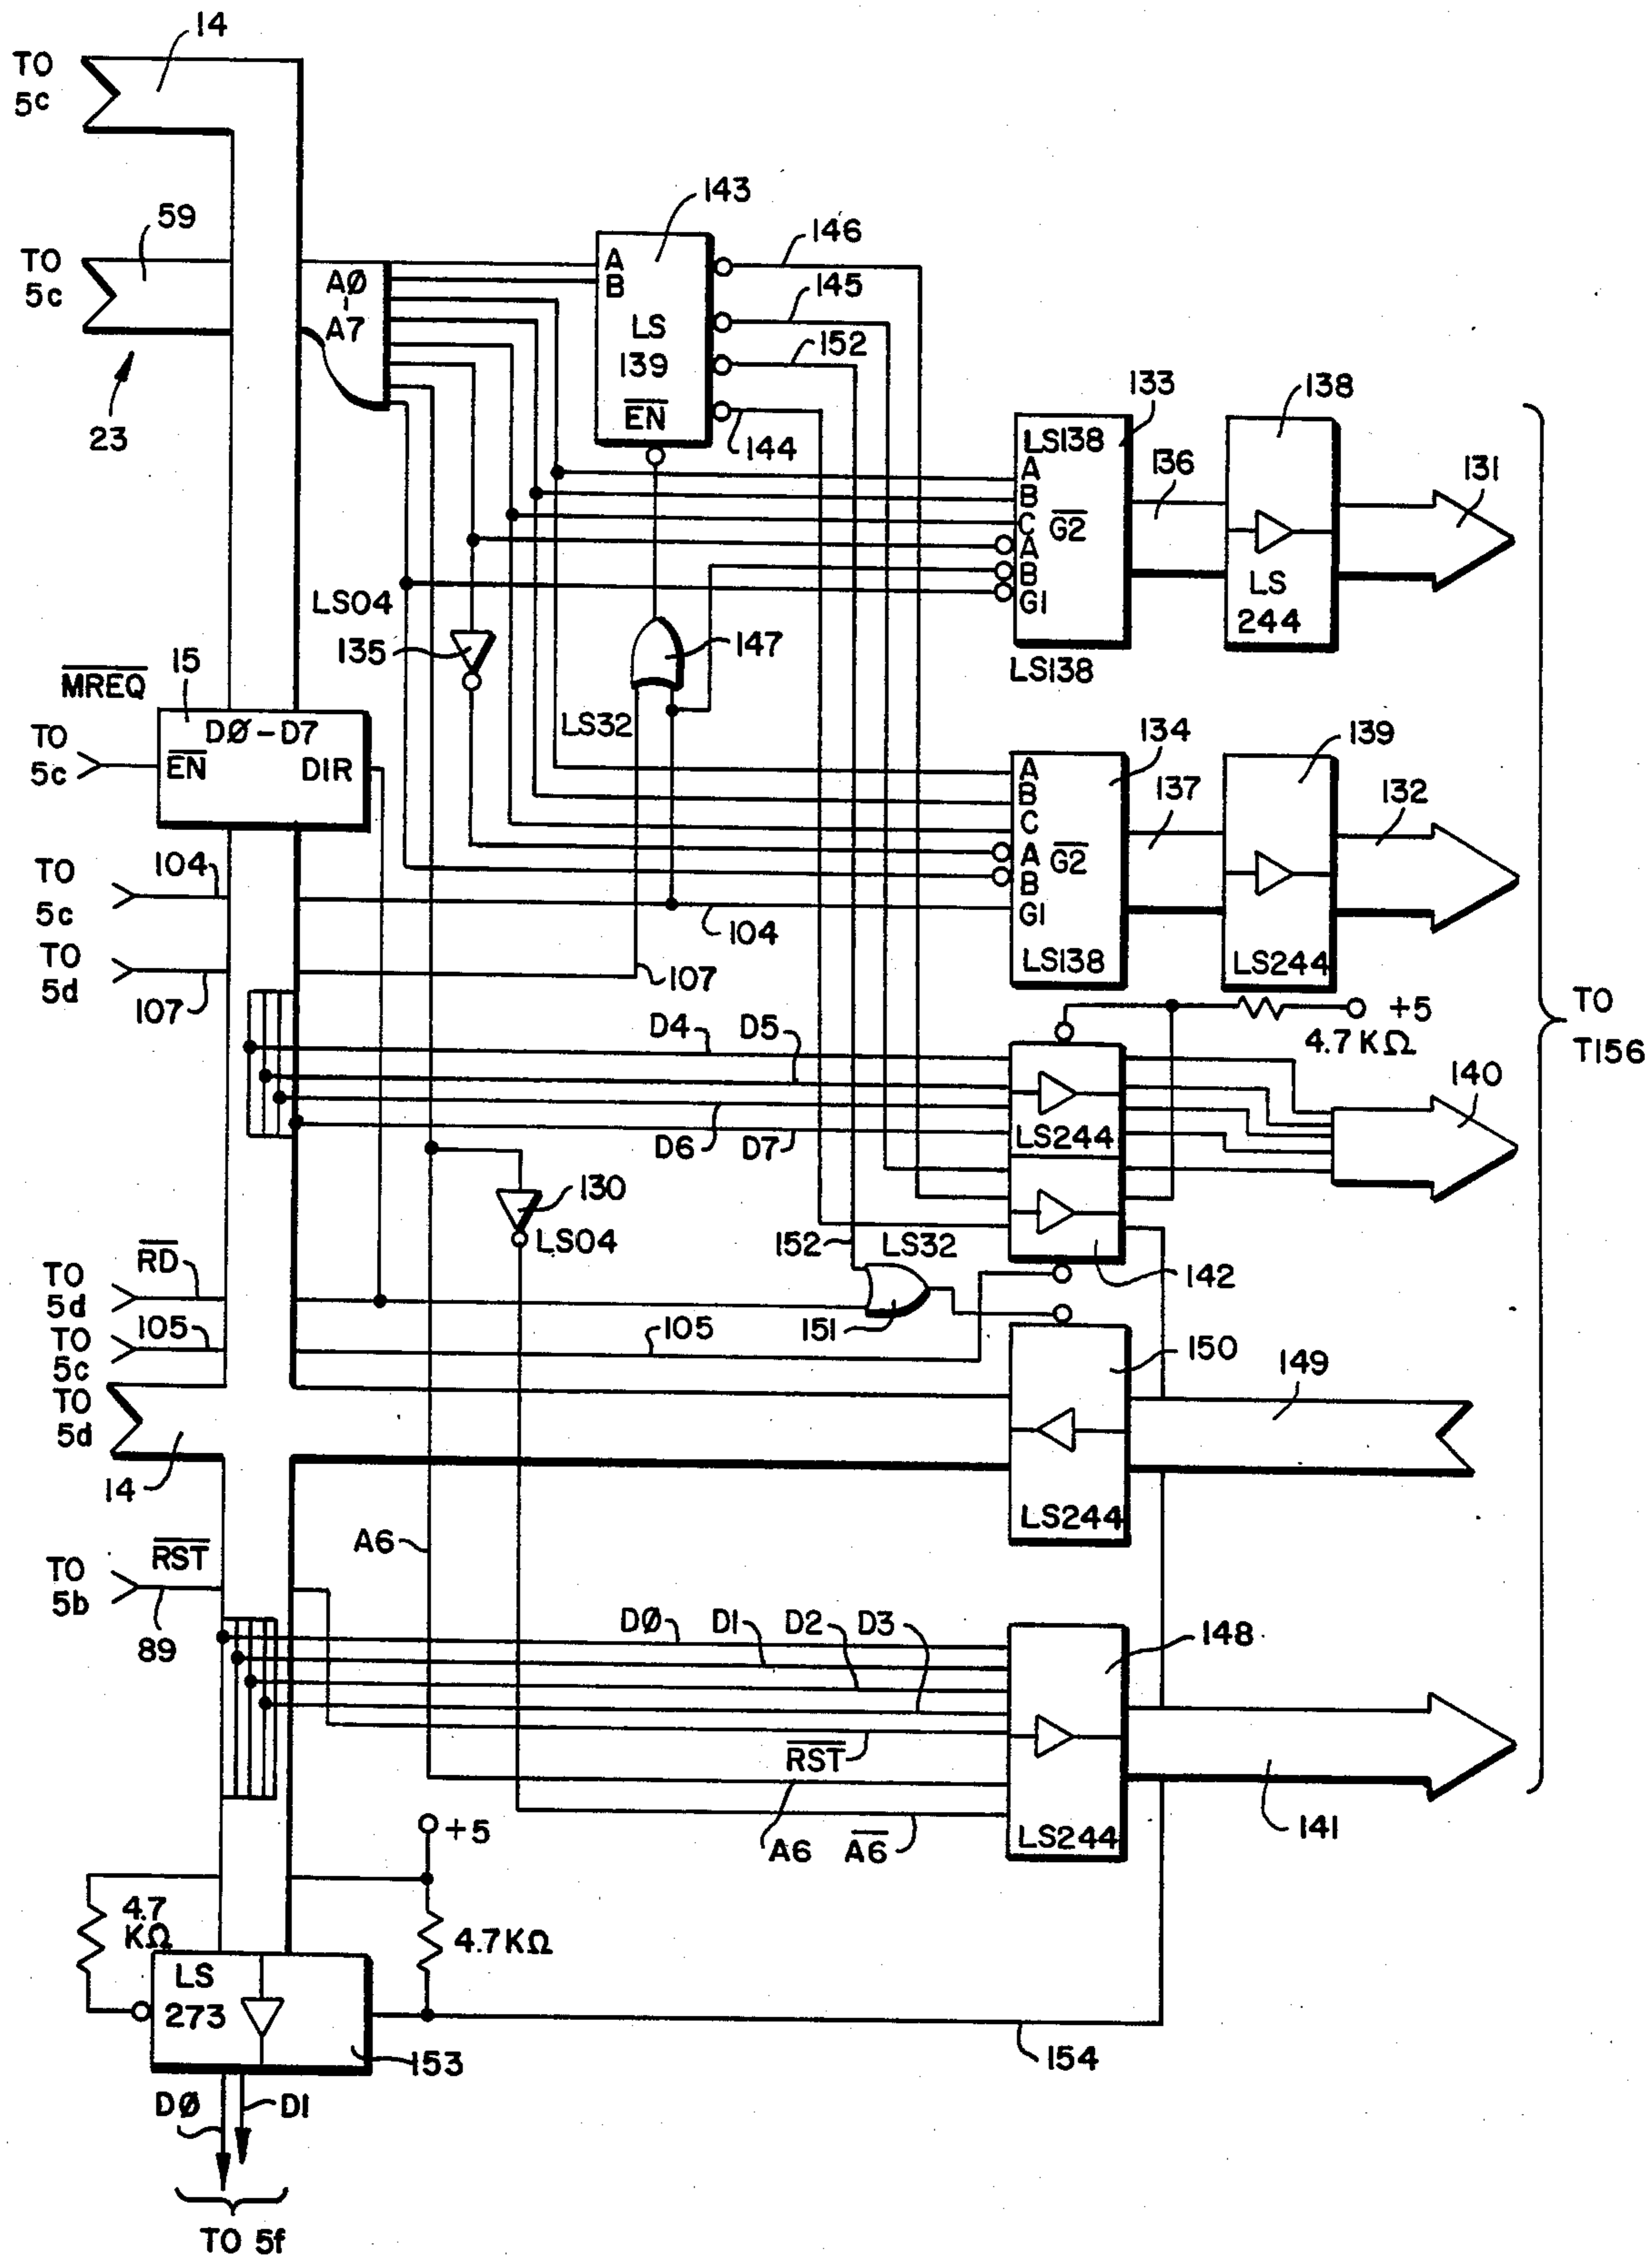 14
TO
5c
143
59
146
TO
5c
AØ
A
B
145
A7
LS
152
139
133
138
EN
23
144
LS138
131
A
136
B
C
G2
A
B
LS
LS04
G1
244
135
147
LS138
MREQ
15
LS32
DØ-D7
TO
5c
EN
DIR
134
139
A
B
137
132
C
TO
5c
104
A
G2
B
104
G1
TO
5d
107
107
LS138
LS244
D4
D5
+5
4.7 KΩ
TO
T156
140
D6
D7
LS244
130
LS04
152
LS32
142
RD
TO
5d
105
151
105
TO
5c
150
149
TO
5d
14
LS244
A6
RST
TO
5b
89
DØ
D1
D2
D3
148
RST
LS244
141
A6
A6
+5
4.7
KΩ
4.7KΩ
LS
273
153
154
DØ
D1
TO 5f